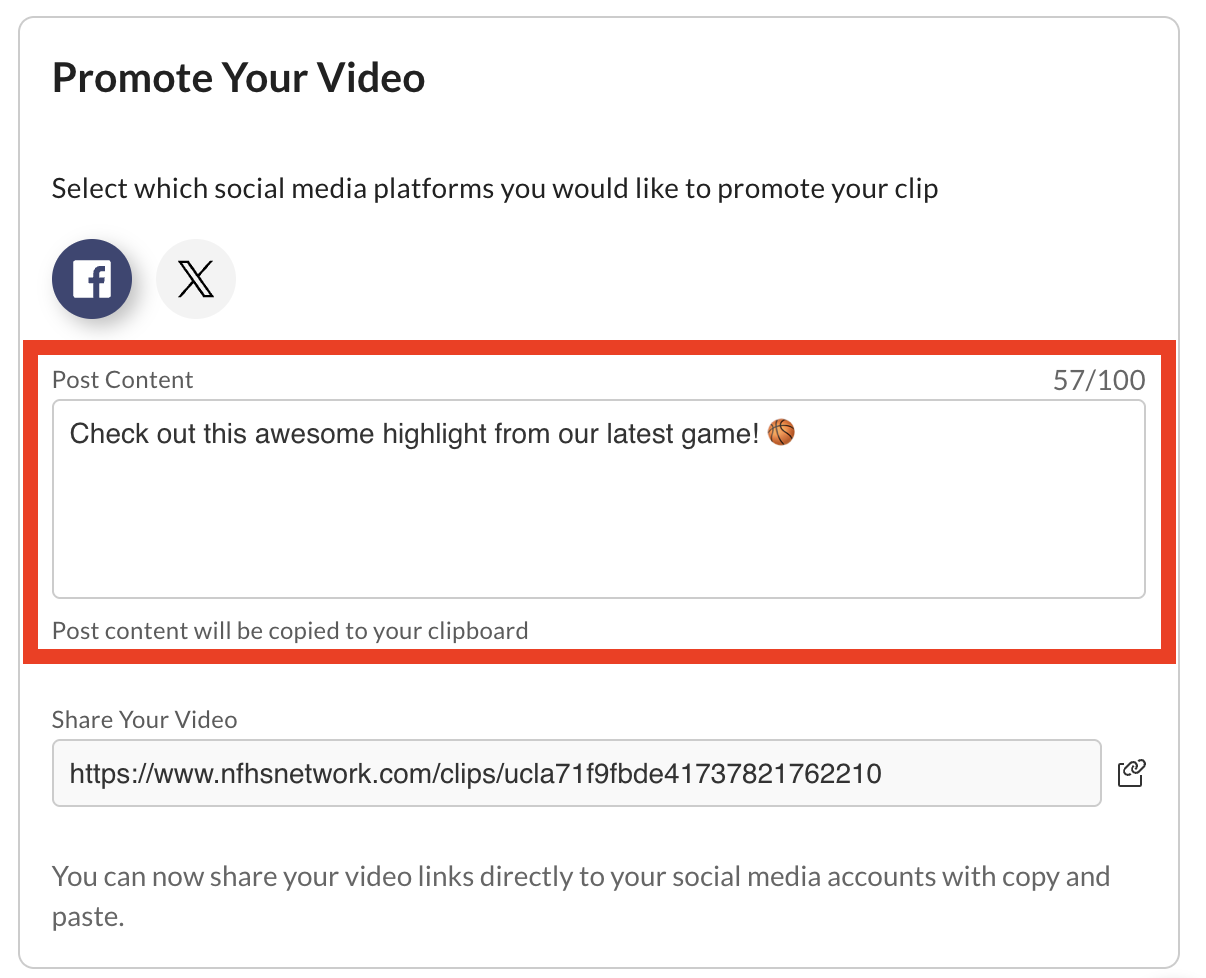 Promote Your Video
Select which social media platforms you would like to promote your clip
Post Content
57/100
Check out this awesome highlight from our latest game! 🏀
Post content will be copied to your clipboard
Share Your Video
https://www.nfhsnetwork.com/clips/ucla71f9fbde41737821762210
You can now share your video links directly to your social media accounts with copy and
paste.